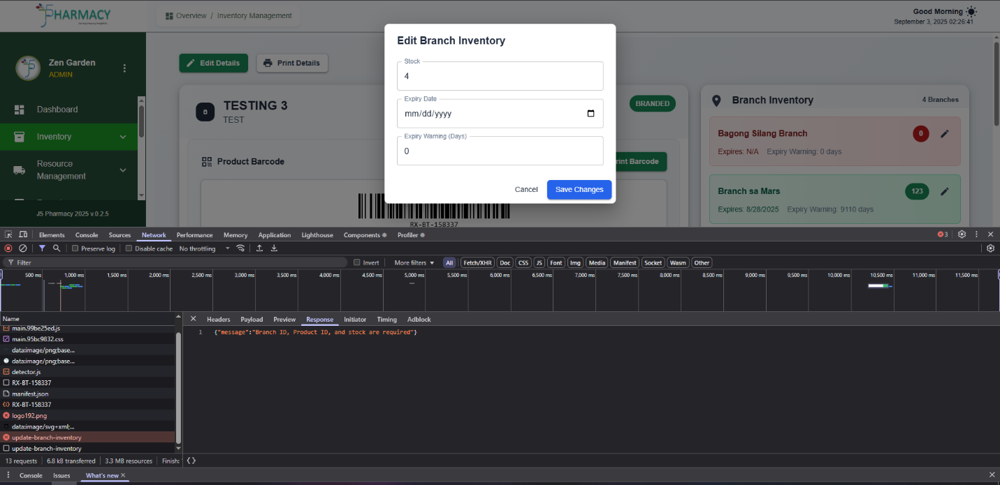 PHARMACY
Overview / Inventory Management
Good Morning
September 3, 2025 02:26:41
Zen Garden
ADMIN
Dashboard
Inventory
Resource
Management
J5 Pharmacy 2025 v.0.2.5
Edit Details
Print Details
TESTING 3
TEST
BRANDED
Product Barcode
int Barcode
RX-BT-158337
Edit Branch Inventory
Stock
4
Expiry Date
mm/dd/yyyy
Expiry Warning (Days)
0
Cancel
Save Changes
Branch Inventory
4 Branches
Bagong Silang Branch
0
Expires: N/A Expiry Warning: 0 days
Branch sa Mars
123
Expires: 8/28/2025 Expiry Warning: 9110 days
Elements Console Sources Network Performance Memory Application Lighthouse Components Profiler 3
Preserve log Disable cache No throttling
Filter Invert More filters All Fetch/XHR Doc CSS JS Font Img Media Manifest Socket Wasm Other
500 ms 1,000 ms 1,500 ms 2,000 ms 2,500 ms 3,000 ms 3,500 ms 4,000 ms 4,500 ms 5,000 ms 5,500 ms 6,000 ms 6,500 ms 7,000 ms 7,500 ms 8,000 ms 8,500 ms 9,000 ms 9,500 ms 10,000 ms 10,500 ms 11,000 ms 11,500 ms
Name
main.99be25ed.js
main.95bc9832.css
data:image/png;base...
data:image/png;base...
detector.js
RX-BT-158337
manifest.json
RX-BT-158337
logo192.png
data:image/svg+xml;...
update-branch-inventory
update-branch-inventory
Headers Payload Preview Response Initiator Timing Adblock
1 {"message":"Branch ID, Product ID, and stock are required"}
13 requests 6.8 kB transferred 3.3 MB resources Finish: {}
Console Issues What's new